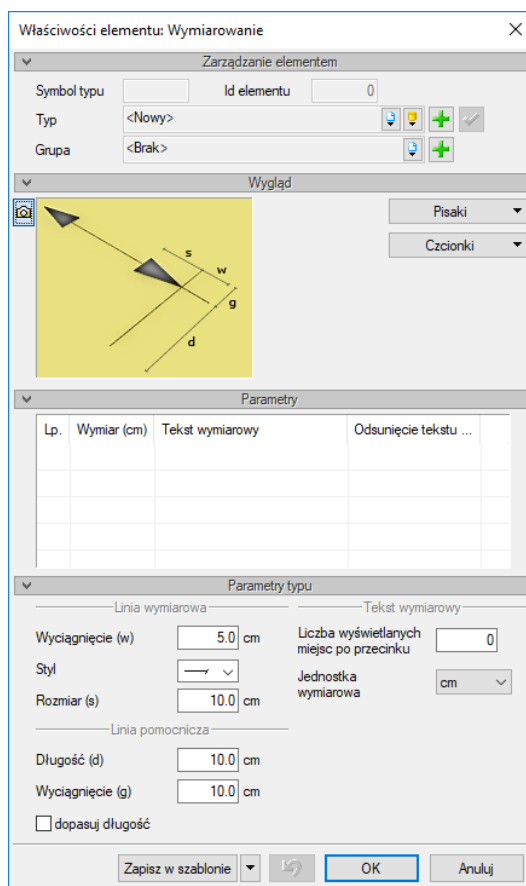 Właściwości elementu: Wymiarowanie
Zarządzanie elementem
Symbol typu Id elementu 0
Typ <Nowy>
Grupa <Brak>
Wygląd
Pisaki
Czcionki
s
w
g
d
Parametry
Lp. Wymiar (cm) Tekst wymiarowy Odsunięcie tekstu ...
Parametry typu
Linia wymiarowa Tekst wymiarowy
Wyciągnięcie (w) 5.0 cm Liczba wyświetlanych
miejsc po przecinku 0
Styl
Jednostka
wymiarowa cm
Rozmiar (s) 10.0 cm
Linia pomocnicza
Długość (d) 10.0 cm
Wyciągnięcie (g) 10.0 cm
dopasuj długość
Zapisz w szablonie OK Anuluj